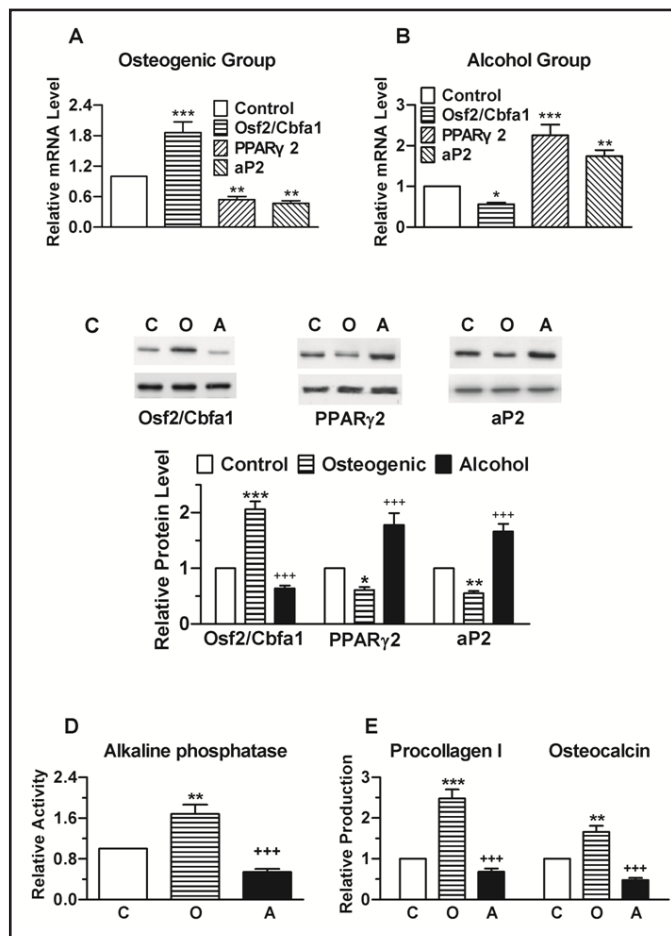 A
Osteogenic Group
Relative mRNA Level
2.4
1.8
1.2
0.6
0.0
***
**
**
Control
Osf2/Cbfa1
PPARγ 2
aP2
B
Alcohol Group
Relative mRNA Level
3
2
1
0
*
***
**
Control
Osf2/Cbfa1
PPARγ 2
aP2
C
C O A
Osf2/Cbfa1
C O A
PPARγ2
C O A
aP2
Control Osteogenic Alcohol
Relative Protein Level
2
1
0
*** +++
* +++
** +++
Osf2/Cbfa1 PPARγ2 aP2
D
Alkaline phosphatase
Relative Activity
2.4
1.6
0.8
0.0
**
+++
C O A
E
Procollagen I Osteocalcin
Relative Production
3
2
1
0
*** +++
** +++
C O A C O A